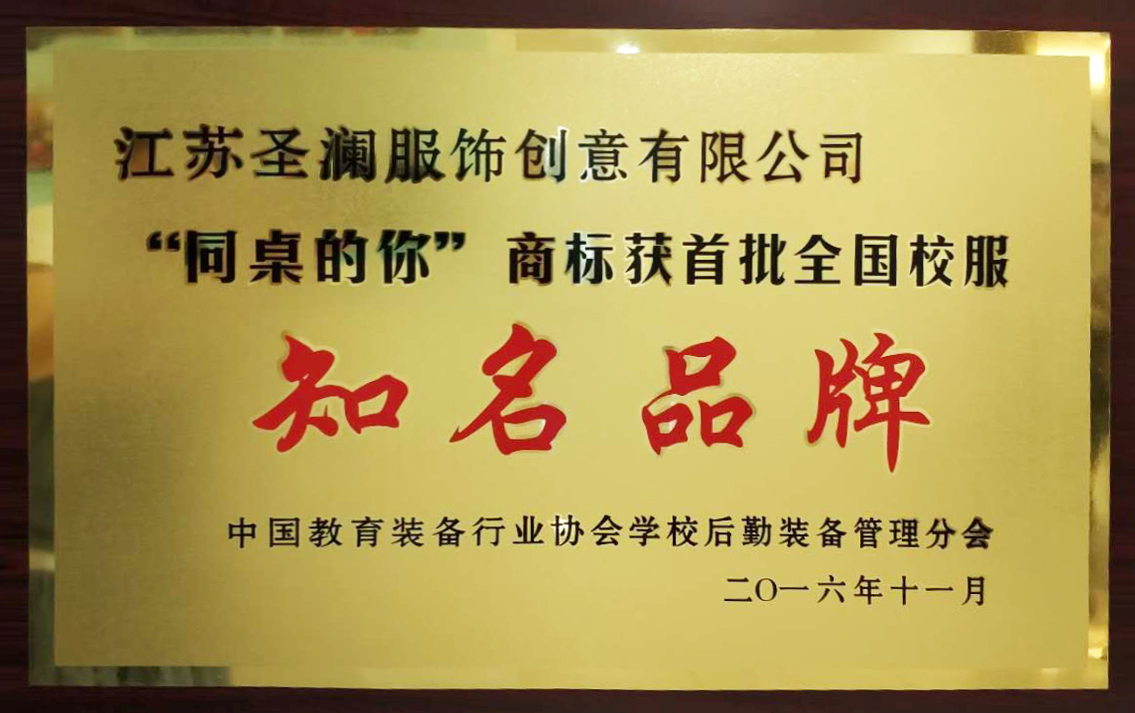 江苏圣澜服饰创意有限公司
“同桌的你”商标获首批全国校服
知名品牌
中国教育装备行业协会学校后勤装备管理分会
二〇一六年十一月